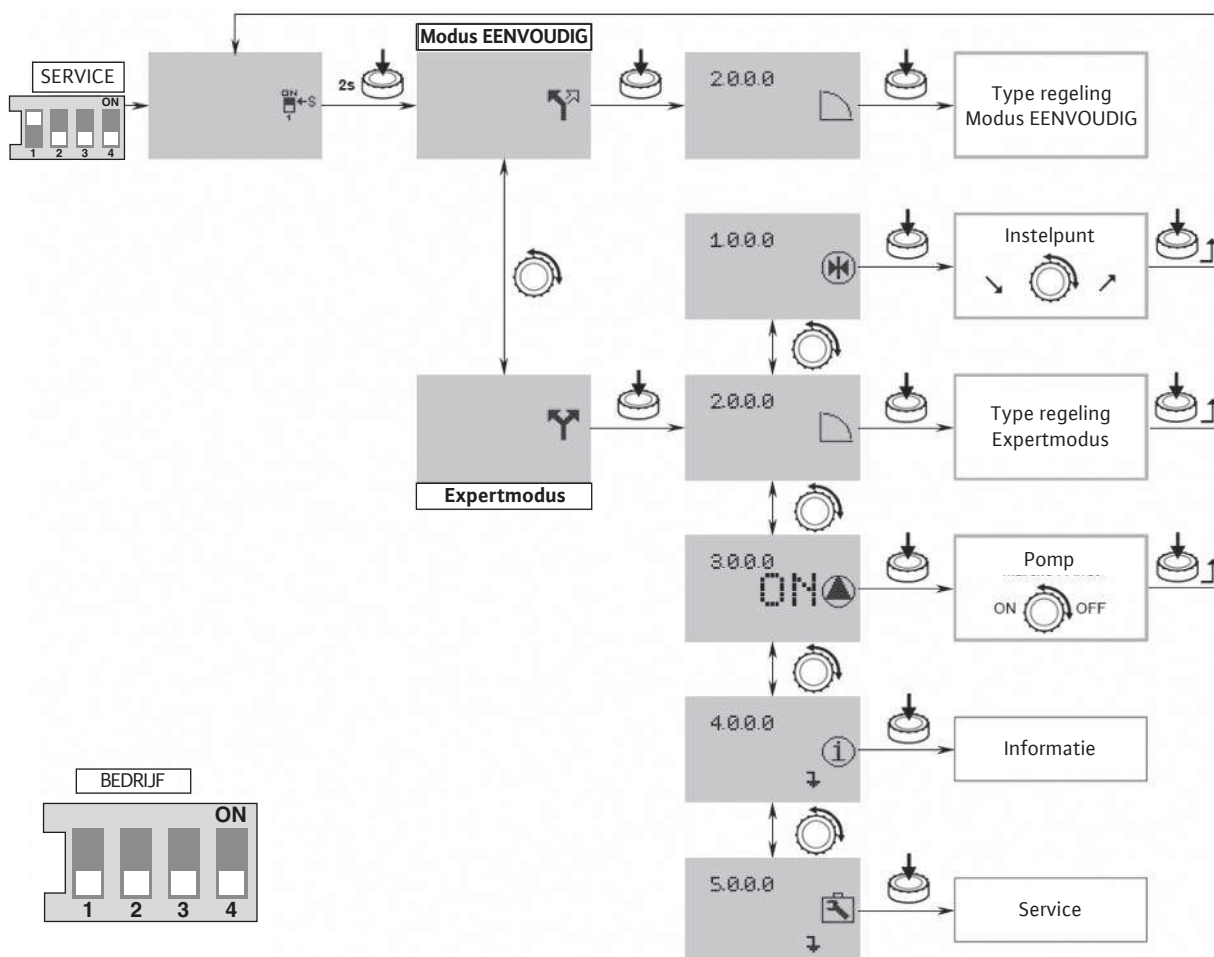 Modus EENVOUDIG
SERVICE
ON
1 2 3 4
ON
←S
1
2s
2.0.0.0
Type regeling
Modus EENVOUDIG
1.0.0.0
Instelpunt
2.0.0.0
Type regeling
Expertmodus
Expertmodus
3.0.0.0
ON
Pomp
ON OFF
4.0.0.0
i
Informatie
BEDRIJF
ON
1 2 3 4
5.0.0.0
Service